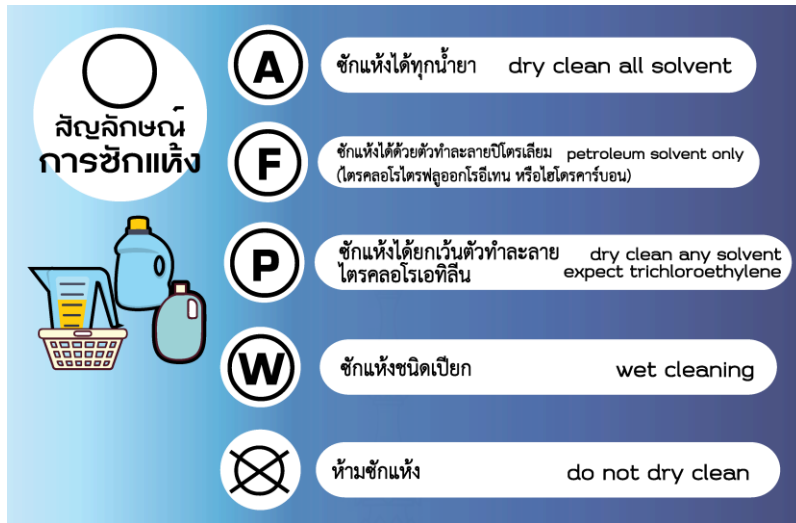 สัญลักษณ์
การซักแห้ง
A
ซักแห้งได้ทุกน้ำยา dry clean all solvent
F
ซักแห้งได้ด้วยตัวทำละลายปิโตรเลียม petroleum solvent only
(ไตรคลอโรไตรฟลูออกโรอีเทน หรือไฮโดรคาร์บอน)
P
ซักแห้งได้ยกเว้นตัวทำละลาย dry clean any solvent
ไตรคลอโรเอทิลีน expect trichloroethylene
W
ซักแห้งชนิดเปียก wet cleaning
ห้ามซักแห้ง do not dry clean